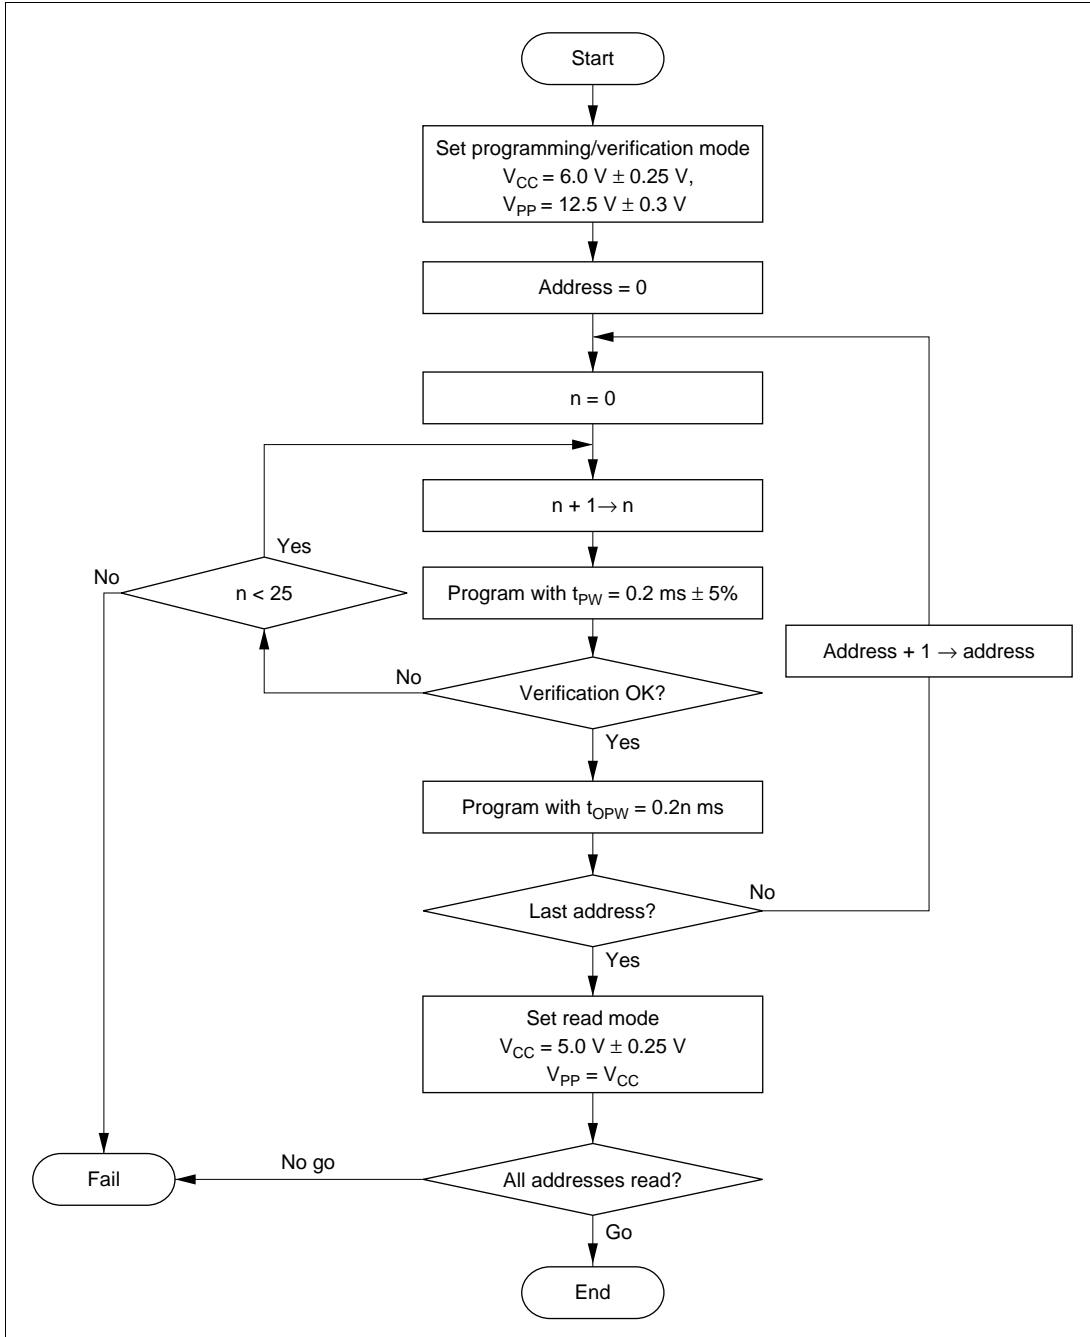 Start
Set programming/verification mode
VCC = 6.0 V ± 0.25 V,
VPP = 12.5 V ± 0.3 V
Address = 0
n = 0
n + 1→ n
Yes
No
n < 25
Program with tPW = 0.2 ms ± 5%
Address + 1 → address
No
Verification OK?
Yes
Program with tOPW = 0.2n ms
No
Last address?
Yes
Set read mode
VCC = 5.0 V ± 0.25 V
VPP = VCC
No go
Fail
All addresses read?
Go
End